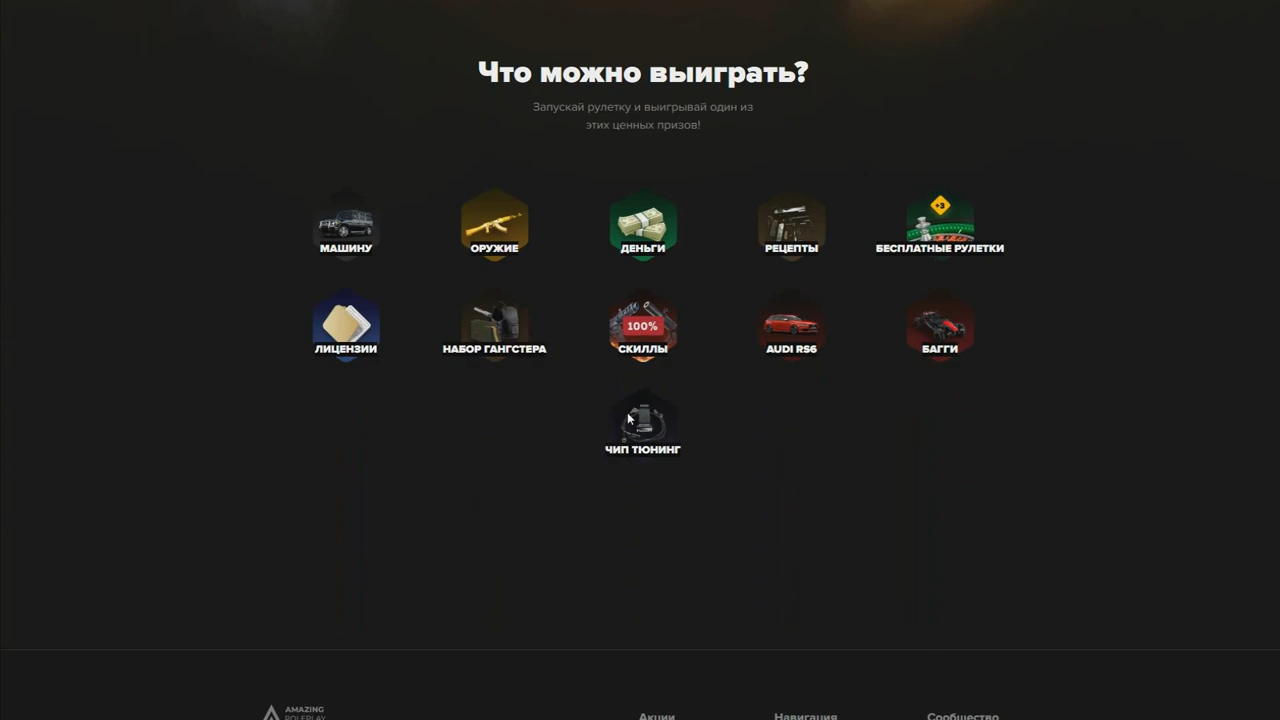 Что можно выиграть?
Запускай рулетку и выигрывай один из
этих ценных призов!
+3
МАШИНУ
ОРУЖИЕ
ДЕНЬГИ
РЕЦЕПТЫ
БЕСПЛАТНЫЕ РУЛЕТКИ
100%
ЛИЦЕНЗИИ
НАБОР ГАНГСТЕРА
СКИЛЛЫ
AUDI RS6
БАГГИ
ЧИП ТЮНИНГ
AMAZING
ROLEPLAY
Акции
Навигация
Сообщество